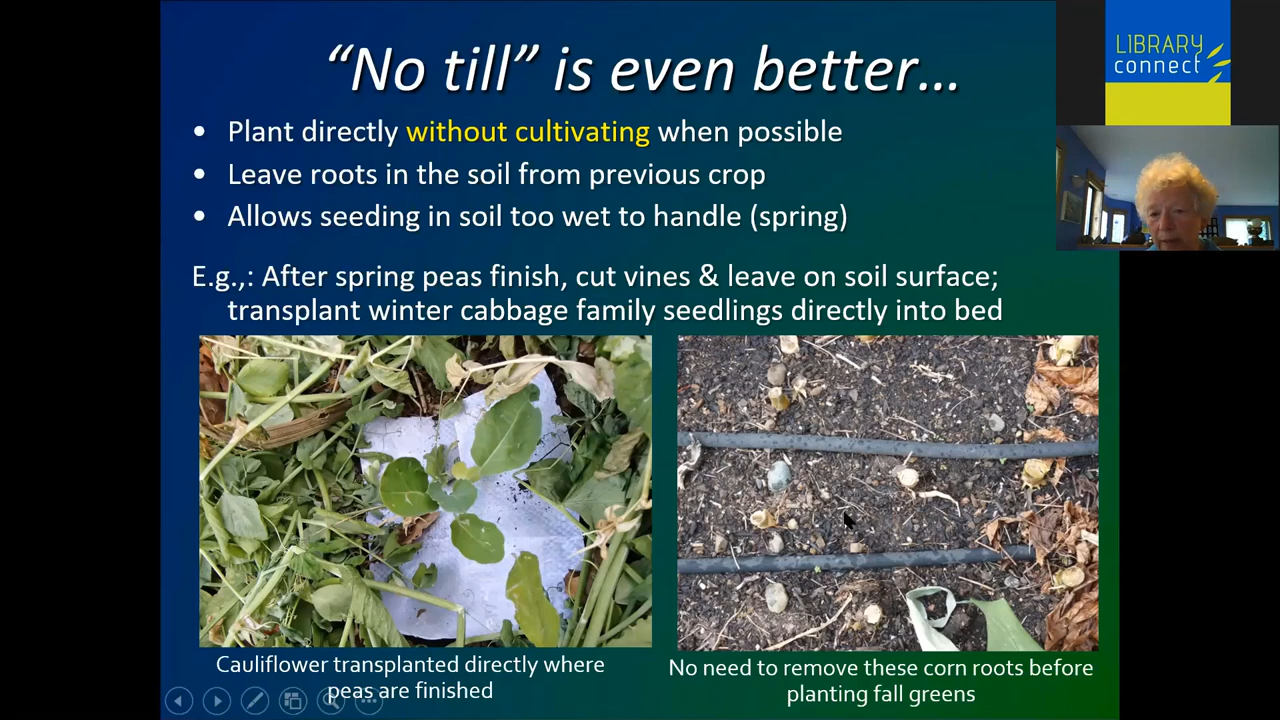 “No till” is even better…
LIBRARY
connect
• Plant directly without cultivating when possible
• Leave roots in the soil from previous crop
• Allows seeding in soil too wet to handle (spring)
E.g.,: After spring peas finish, cut vines & leave on soil surface;
transplant winter cabbage family seedlings directly into bed
Cauliflower transplanted directly where
peas are finished
No need to remove these corn roots before
planting fall greens